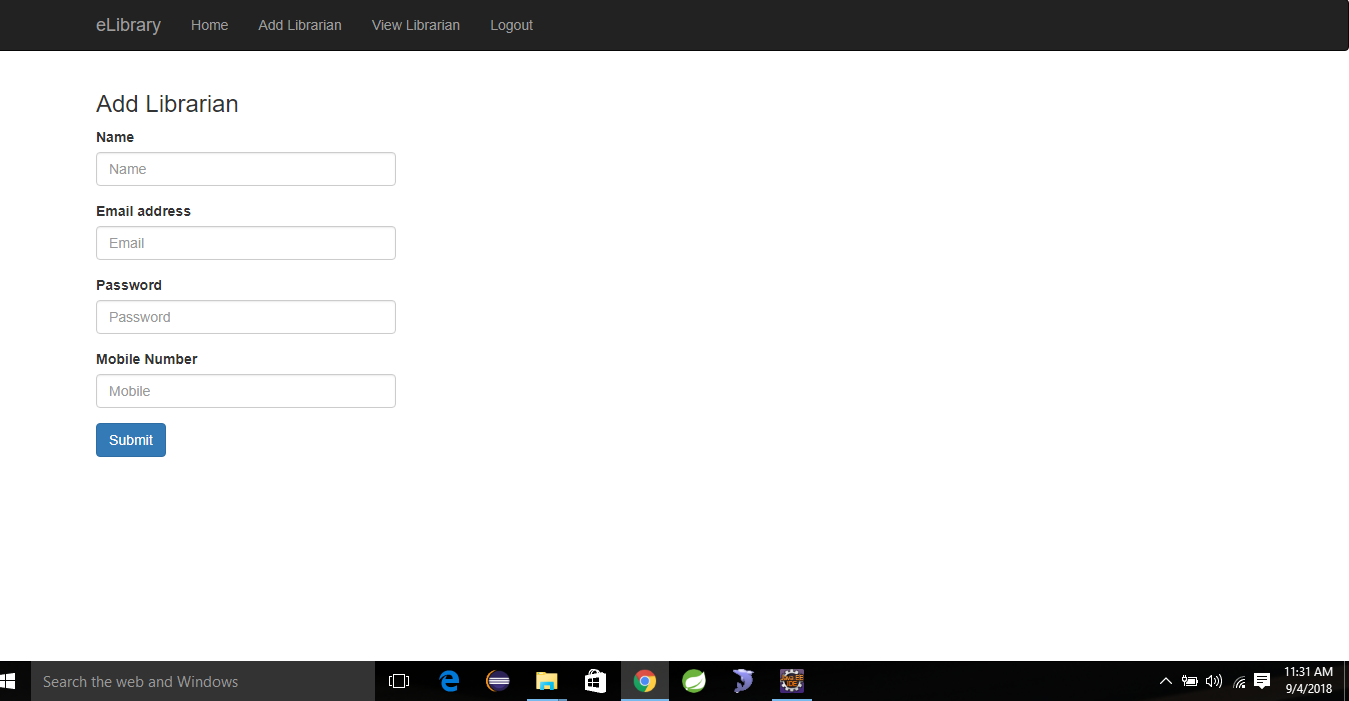 eLibrary Home Add Librarian View Librarian Logout
Add Librarian
Name
Name
Email address
Email
Password
Password
Mobile Number
Mobile
Submit
Search the web and Windows
11:31 AM
9/4/2018